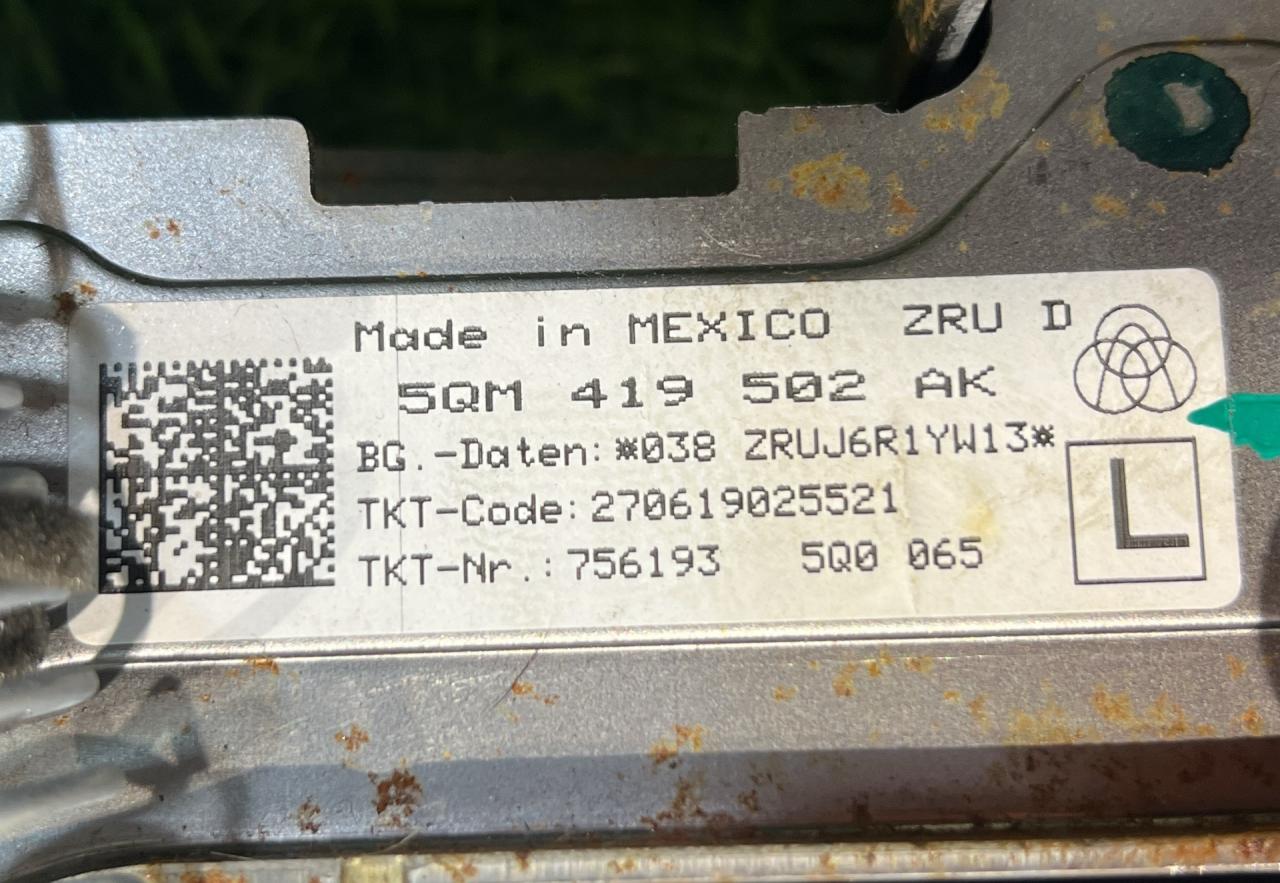 Made in MEXICO ZRU D
5QM 419 502 AK
BG.-Daten:*038 ZRUJ6R1YW13*
TKT-Code:270619025521
TKT-Nr.:756193 5Q0 065
L